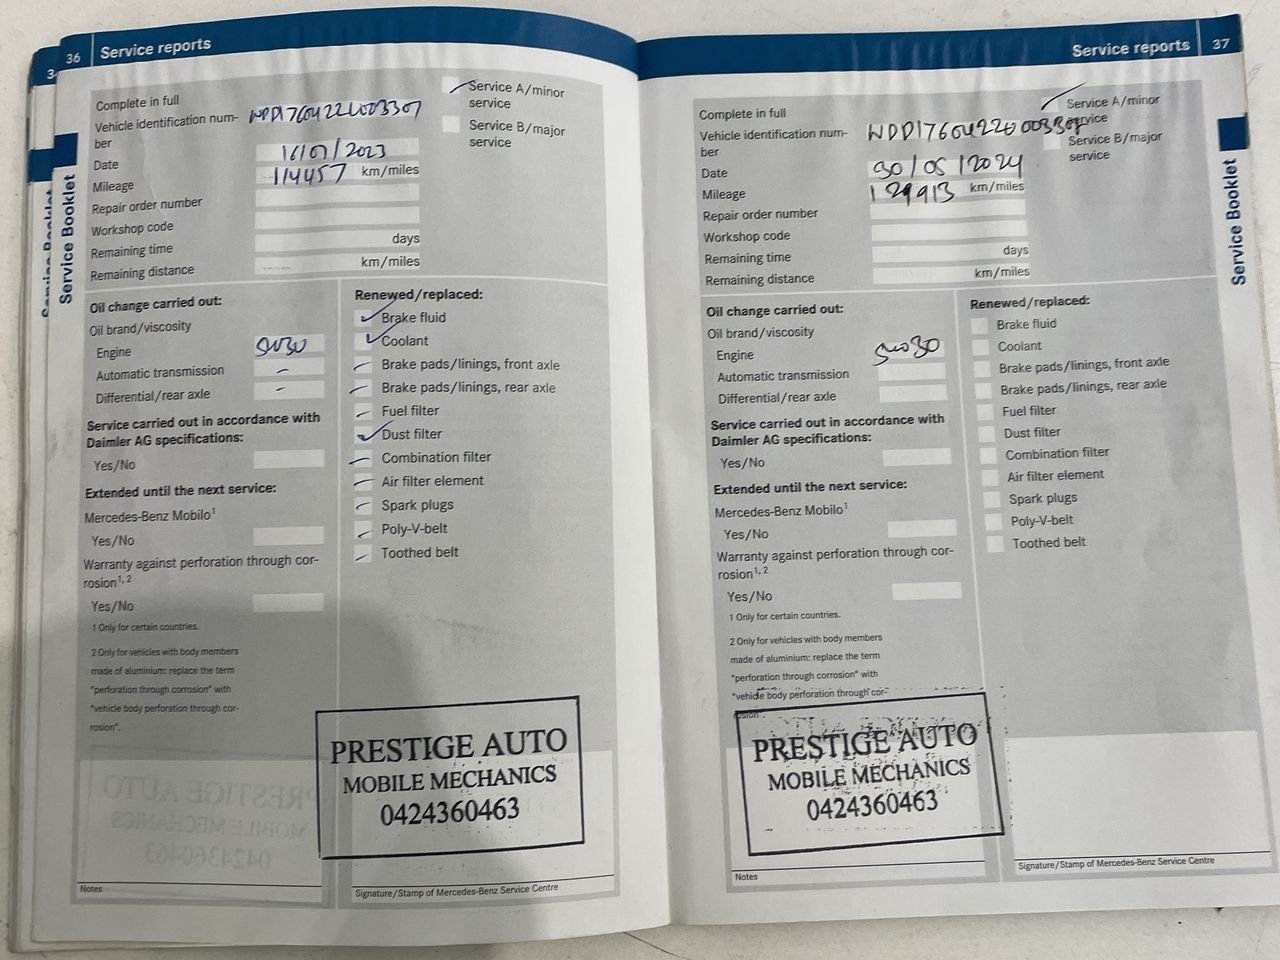 36 Service reports
Complete in full
Service A/minor
service
Vehicle identification num-
ber
WDD1760422V003307
Service B/major
service
Date 16/07/2023
Mileage 114457 km/miles
Repair order number
Workshop code
Remaining time days
Remaining distance km/miles
Oil change carried out:
Oil brand/viscosity
Engine 5W30
Automatic transmission -
Differential/rear axle -
Service carried out in accordance with
Daimler AG specifications:
Yes/No
Extended until the next service:
Mercedes-Benz Mobilo1
Yes/No
Warranty against perforation through cor-
rosion1, 2
Yes/No
1 Only for certain countries.
2 Only for vehicles with body members
made of aluminium: replace the term
"perforation through corrosion" with
"vehicle body perforation through cor-
rosion".
Renewed/replaced:
Brake fluid
Coolant
Brake pads/linings, front axle
Brake pads/linings, rear axle
Fuel filter
Dust filter
Combination filter
Air filter element
Spark plugs
Poly-V-belt
Toothed belt
PRESTIGE AUTO
MOBILE MECHANICS
0424360463
Notes
Signature/Stamp of Mercedes-Benz Service Centre
Service Booklet
Service reports 37
Complete in full
Service A/minor
service
Vehicle identification num-
ber
Service B/major
service
Date 30/05/2024
Mileage 129913 km/miles
Repair order number
Workshop code
Remaining time days
Remaining distance km/miles
Oil change carried out:
Oil brand/viscosity
Engine 5w30
Automatic transmission
Differential/rear axle
Service carried out in accordance with
Daimler AG specifications:
Yes/No
Extended until the next service:
Mercedes-Benz Mobilo1
Yes/No
Warranty against perforation through cor-
rosion1, 2
Yes/No
1 Only for certain countries.
2 Only for vehicles with body members
made of aluminium: replace the term
"perforation through corrosion" with
"vehicle body perforation through cor-
rosion".
Renewed/replaced:
Brake fluid
Coolant
Brake pads/linings, front axle
Brake pads/linings, rear axle
Fuel filter
Dust filter
Combination filter
Air filter element
Spark plugs
Poly-V-belt
Toothed belt
PRESTIGE AUTO
MOBILE MECHANICS
0424360463
Notes
Signature/Stamp of Mercedes-Benz Service Centre
Service Booklet